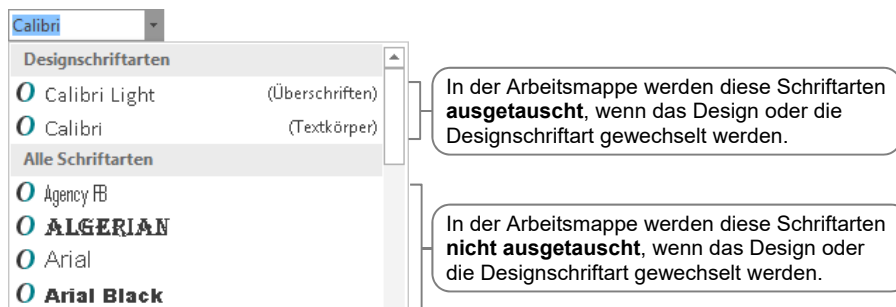 Calibri
Designschriftarten
O Calibri Light (Überschriften)
O Calibri (Textkörper)
In der Arbeitsmappe werden diese Schriftarten
ausgetauscht, wenn das Design oder die
Designschriftart gewechselt werden.
Alle Schriftarten
O Agency FB
O ALGERIAN
O Arial
O Arial Black
In der Arbeitsmappe werden diese Schriftarten
nicht ausgetauscht, wenn das Design oder
die Designschriftart gewechselt werden.